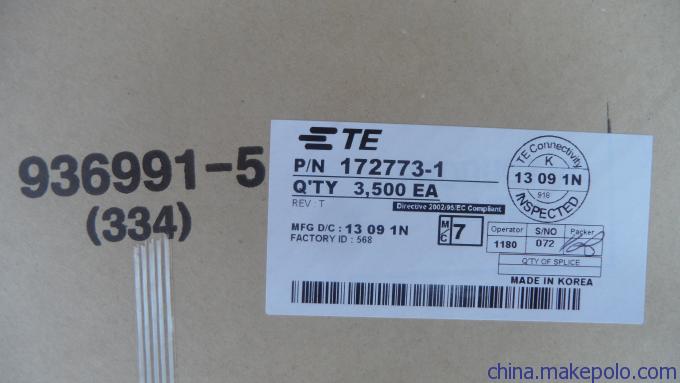 936991-5
(334)
TE
P/N 172773-1
Q'TY 3,500 EA
REV : T
Directive 2002/95/EC Compliant
MFG D/C : 13 09 1N
FACTORY ID : 568
M/C 7
TE Connectivity
K
13 09 1N
918
INSPECTED
Operator S/NO Packer
1180 072
Q'TY OF SPLICE
MADE IN KOREA
china.makepolo.com